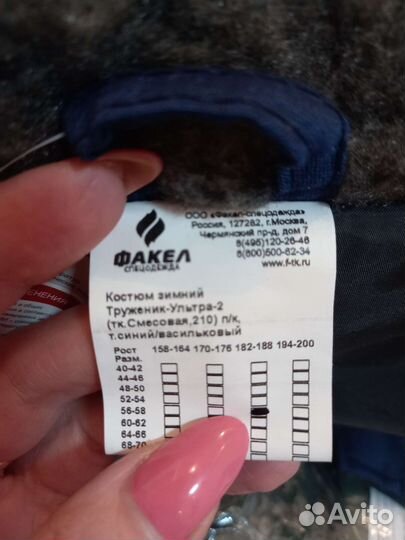 ФАКЕЛ
СПЕЦОДЕЖДА
ООО «Факел-спецодежда»
Россия, 127282, г.Москва,
Чермянский пр-д, дом 7
8(495)120-26-46
8(800)500-62-34
www.f-tk.ru
Костюм зимний
Труженик-Ультра-2
(тк.Смесовая,210) п/к,
т.синий/васильковый
Рост 158-164 170-176 182-188 194-200
Разм.
40-42
44-46
48-50
52-54
56-58
60-62
64-66
68-70
Avito